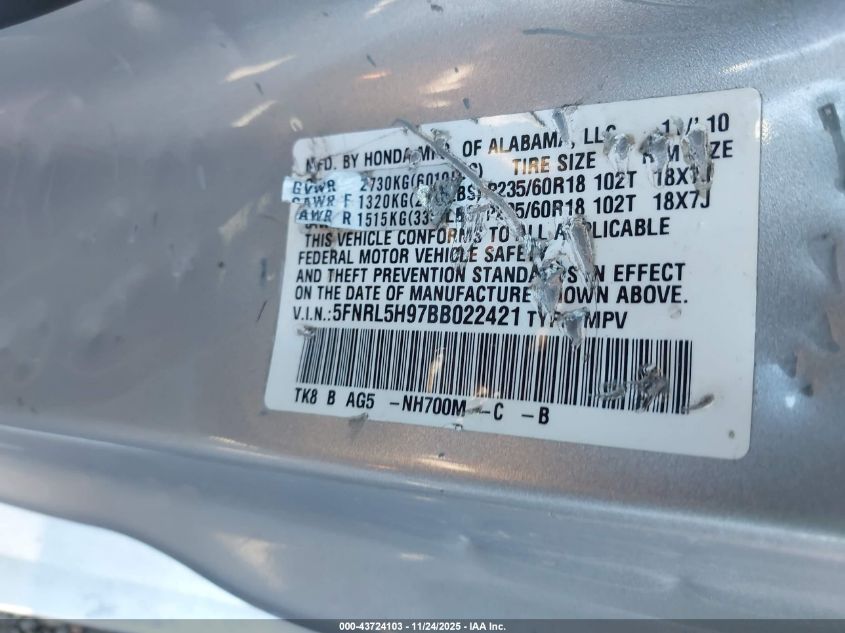 MFD. BY HONDA OF ALABAMA LLC 10
TIRE SIZE
GVWR 2730KG
GAWR F 1320KG P235/60R18 102T 18X7J
GAWR R 1515KG 235/60R18 102T 18X7J
THIS VEHICLE CONFORMS TO ALL APPLICABLE
FEDERAL MOTOR VEHICLE SAFETY
AND THEFT PREVENTION STANDARDS IN EFFECT
ON THE DATE OF MANUFACTURE SHOWN ABOVE.
V.I.N.:5FNRL5H97BB022421 TYPE:MPV
TK8 B AG5 -NH700M -C -B
000-43724103 - 11/24/2025 - IAA Inc.